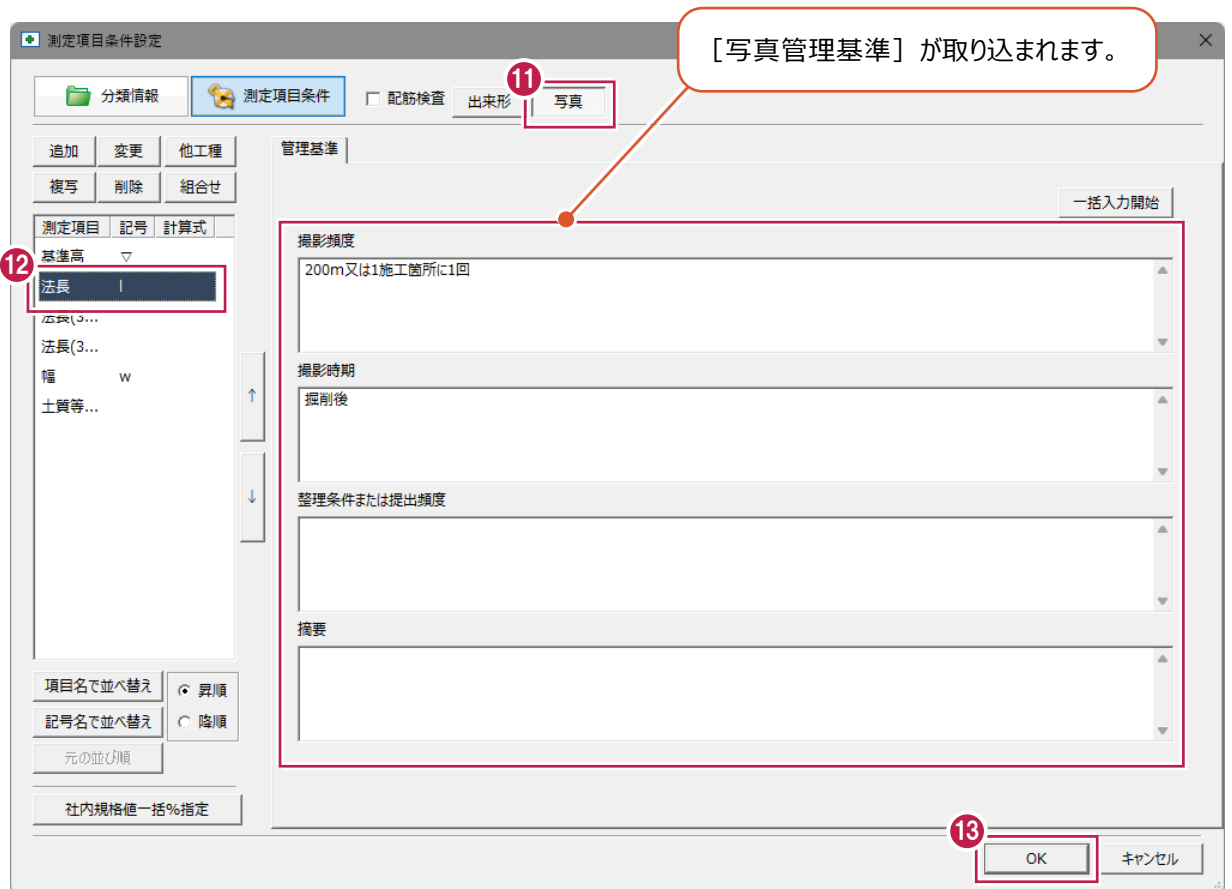 測定項目条件設定
[写真管理基準] が取り込まれます。
分類情報
測定項目条件
配筋検査
出来形
⓫
写真
追加
変更
他工種
複写
削除
組合せ
管理基準
一括入力開始
測定項目 記号 計算式
基準高 ▽
⓬
法長 l
法長(3...
法長(3...
幅 w
土質等...
↑
↓
撮影頻度
200m又は1施工箇所に1回
撮影時期
掘削後
整理条件または提出頻度
摘要
項目名で並べ替え
記号名で並べ替え
元の並び順
昇順
降順
社内規格値一括%指定
⓭
OK
キャンセル